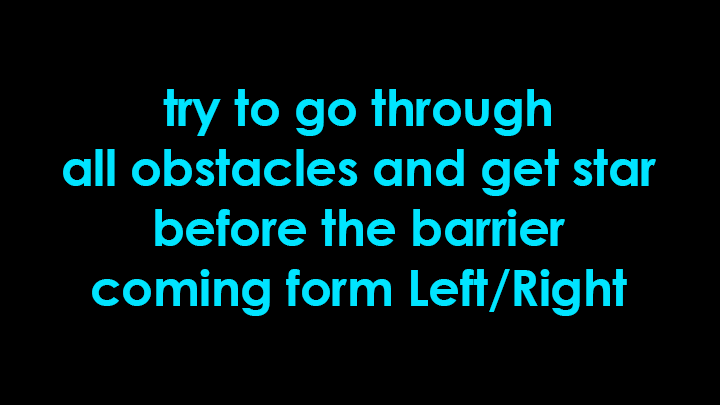 try to go through
all obstacles and get star
before the barrier
coming form Left/Right